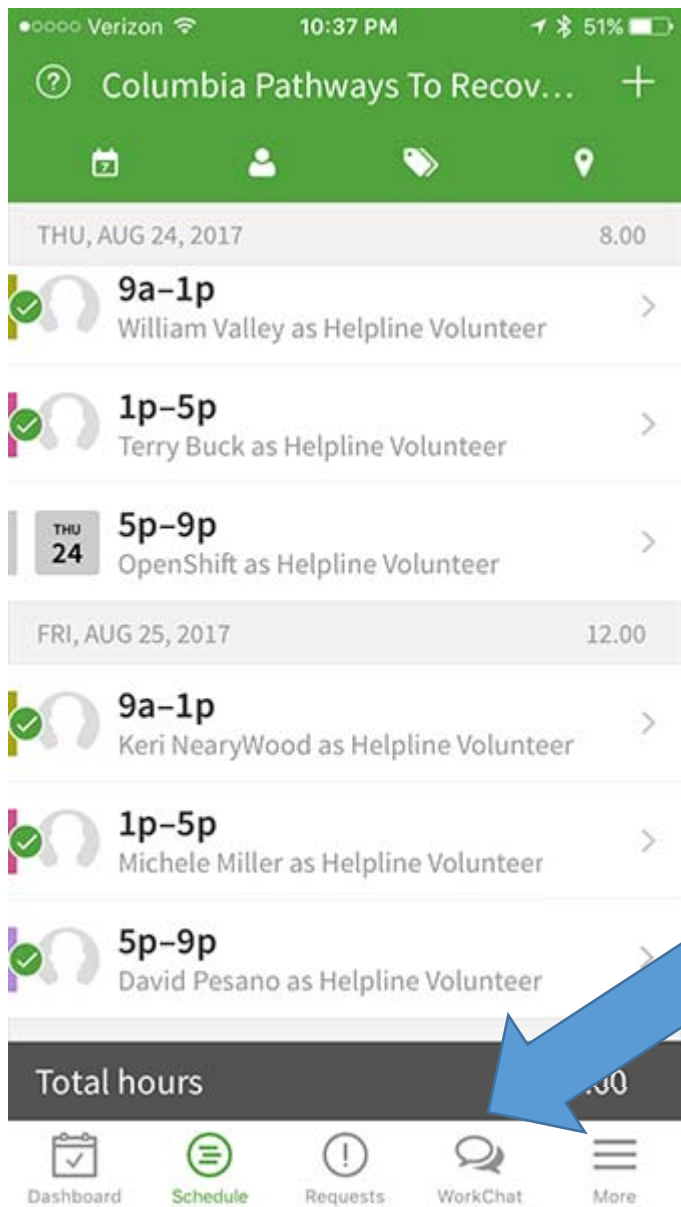 Verizon 10:37 PM 51%
Columbia Pathways To Recov...
7
THU, AUG 24, 2017 8.00
9a–1p
William Valley as Helpline Volunteer
1p–5p
Terry Buck as Helpline Volunteer
THU
24
5p–9p
OpenShift as Helpline Volunteer
FRI, AUG 25, 2017 12.00
9a–1p
Keri NearyWood as Helpline Volunteer
1p–5p
Michele Miller as Helpline Volunteer
5p–9p
David Pesano as Helpline Volunteer
Total hours .00
Dashboard Schedule Requests WorkChat More